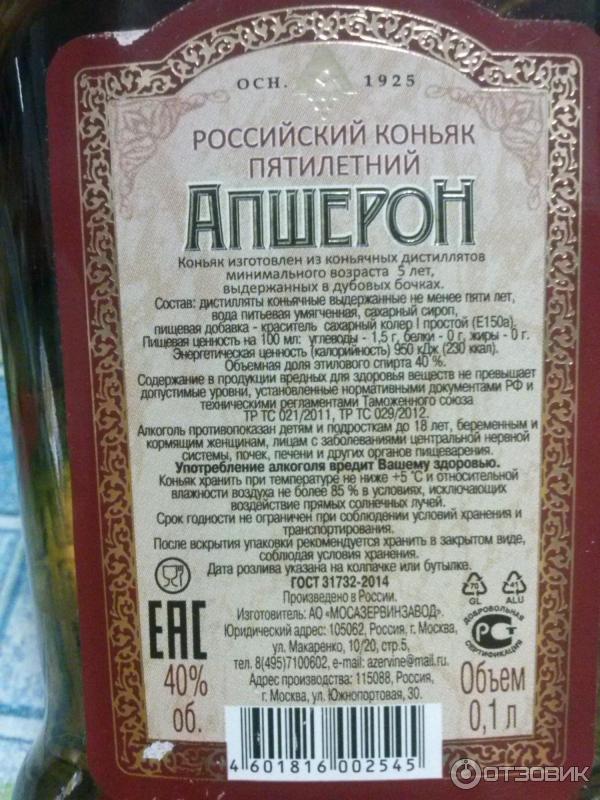 ОСН. 1925
РОССИЙСКИЙ КОНЬЯК
ПЯТИЛЕТНИЙ
АПШЕРОН
Коньяк изготовлен из коньячных дистиллятов
минимального возраста 5 лет,
выдержанных в дубовых бочках.
Состав: дистилляты коньячные выдержанные не менее пяти лет,
вода питьевая умягченная, сахарный сироп,
пищевая добавка - краситель сахарный колер I простой (Е150а).
Пищевая ценность на 100 мл: углеводы - 1,5 г, белки - 0 г, жиры - 0 г.
Энергетическая ценность (калорийность) 950 кДж (230 ккал).
Объемная доля этилового спирта 40 %.
Содержание в продукции вредных для здоровья веществ не превышает
допустимые уровни, установленные нормативными документами РФ и
техническими регламентами Таможенного союза
ТР ТС 021/2011, ТР ТС 029/2012.
Алкоголь противопоказан детям и подросткам до 18 лет, беременным и
кормящим женщинам, лицам с заболеваниями центральной нервной
системы, почек, печени и других органов пищеварения.
Употребление алкоголя вредит Вашему здоровью.
Коньяк хранить при температуре не ниже +5 °С и относительной
влажности воздуха не более 85 % в условиях, исключающих
воздействие прямых солнечных лучей.
Срок годности не ограничен при соблюдении условий хранения и
транспортирования.
После вскрытия упаковки рекомендуется хранить в закрытом виде,
соблюдая условия хранения.
Дата розлива указана на колпачке или бутылке.
ГОСТ 31732-2014
Произведено в России.
Изготовитель: АО «МОСАЗЕРВИНЗАВОД».
Юридический адрес: 105062, Россия, г. Москва,
ул. Макаренко, 10/20, стр.5,
тел. 8(495)7100602, e-mail: azervine@mail.ru.
Адрес производства: 115088, Россия,
г. Москва, ул. Южнопортовая, 30.
EAC
40%
об.
70
GL
41
ALU
ДОБРОВОЛЬНАЯ
РСТ
СЕРТИФИКАЦИЯ
Объем
0,1 л
4 601816 002545
ОТЗОВИК